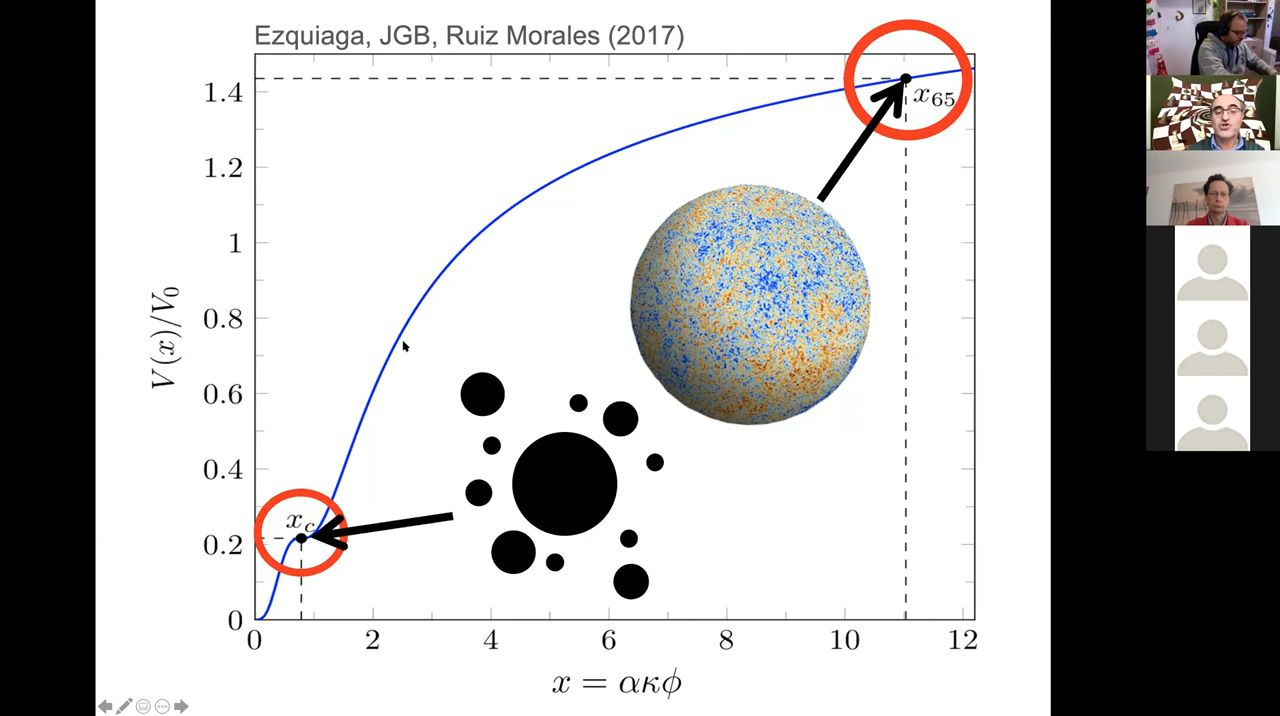 Ezquiaga, JGB, Ruiz Morales (2017)
1.4
1.2
1
0.8
0.6
0.4
0.2
0
V(x)/V₀
x₆₅
x_c
0 2 4 6 8 10 12
x = ακϕ